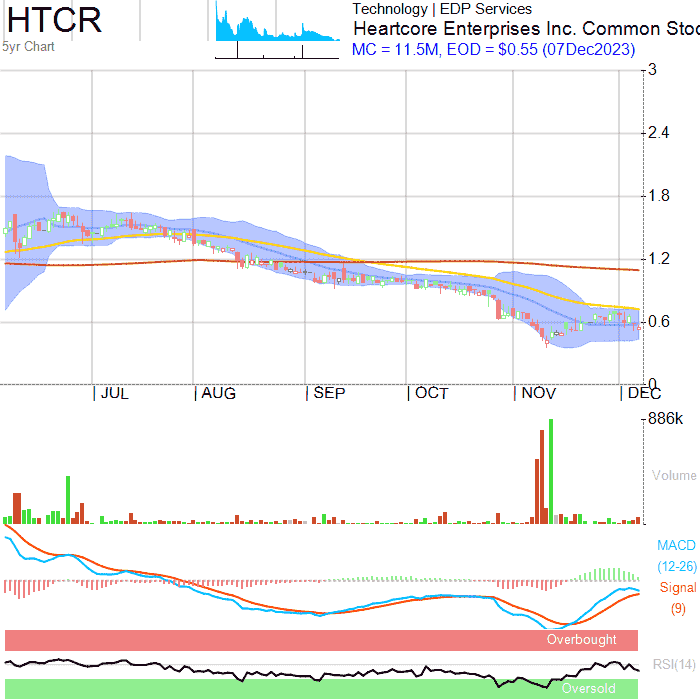 HTCR
5yr Chart
Technology | EDP Services
Heartcore Enterprises Inc. Common Stoc
MC = 11.5M, EOD = $0.55 (07Dec2023)
3
2.4
1.8
1.2
0.6
0
JUL AUG SEP OCT NOV DEC
886k
Volume
MACD
(12-26)
Signal
(9)
Overbought
RSI(14)
Oversold